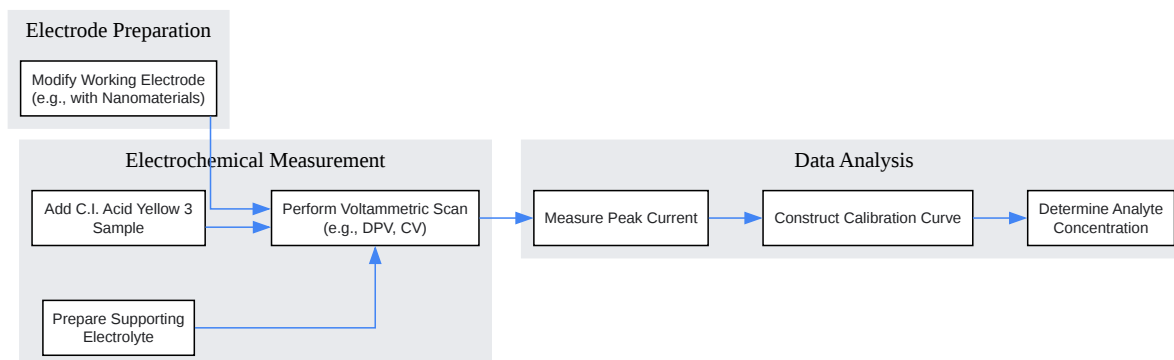 Electrode Preparation
Modify Working Electrode
(e.g., with Nanomaterials)
Electrochemical Measurement
Add C.I. Acid Yellow 3
Sample
Perform Voltammetric Scan
(e.g., DPV, CV)
Prepare Supporting
Electrolyte
Data Analysis
Measure Peak Current
Construct Calibration Curve
Determine Analyte
Concentration